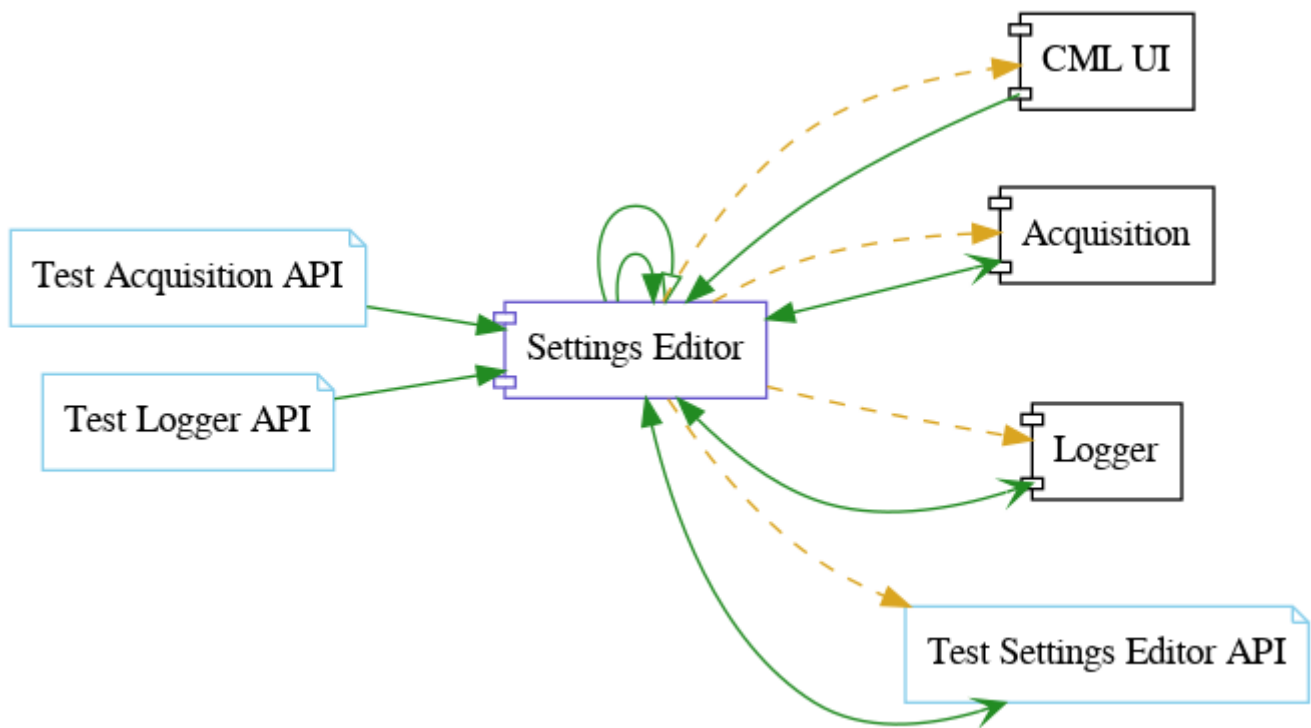 CML UI
Acquisition
Test Acquisition API
Settings Editor
Test Logger API
Logger
Test Settings Editor API